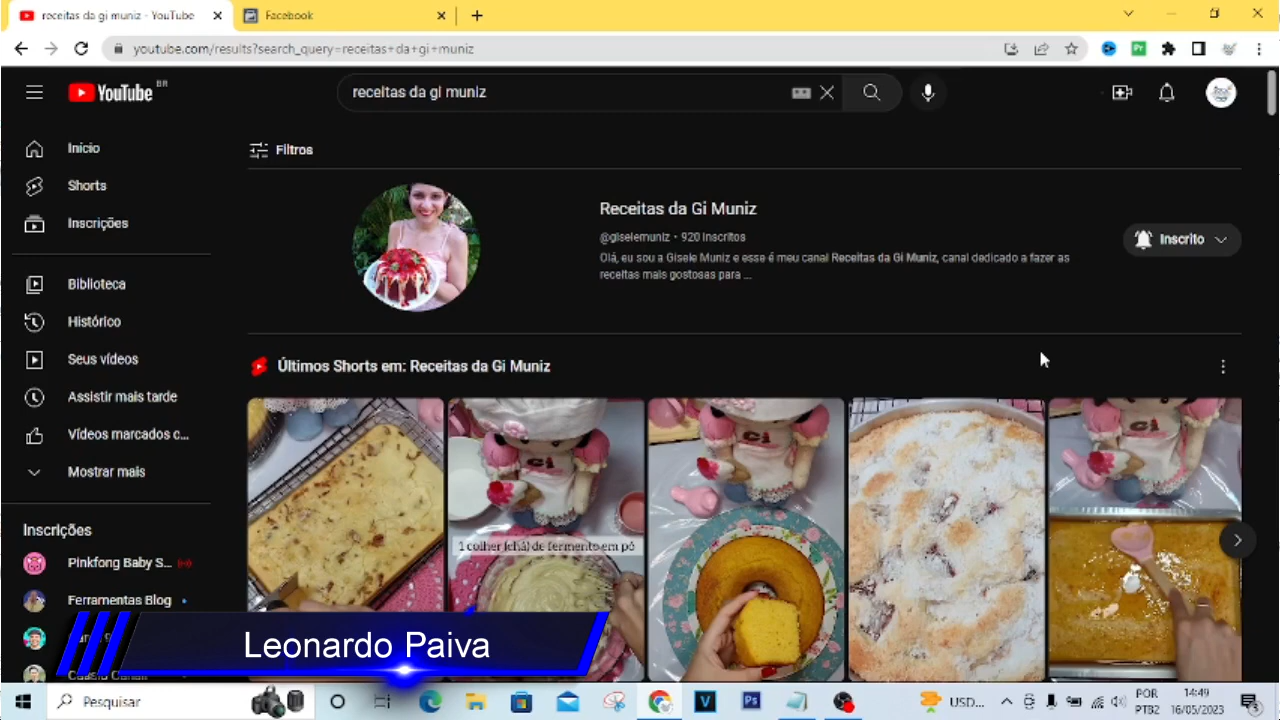 receitas da gi muniz - YouTube
Facebook
youtube.com/results?search_query=receitas+da+gi+muniz
YouTube BR
receitas da gi muniz
Início
Shorts
Inscrições
Biblioteca
Histórico
Seus vídeos
Assistir mais tarde
Vídeos marcados c...
Mostrar mais
Inscrições
Pinkfong Baby S...
Ferramentas Blog
Filtros
Receitas da Gi Muniz
@giselemuniz • 920 inscritos
Olá, eu sou a Gisele Muniz e esse é meu canal Receitas da Gi Muniz, canal dedicado a fazer as
receitas mais gostosas para ...
Inscrito
Últimos Shorts em: Receitas da Gi Muniz
Gi
Gi
Gi
1 colher (chá) de fermento em pó
Leonardo Paiva
Pesquisar
USD...
POR
PTB2
14:49
16/05/2023